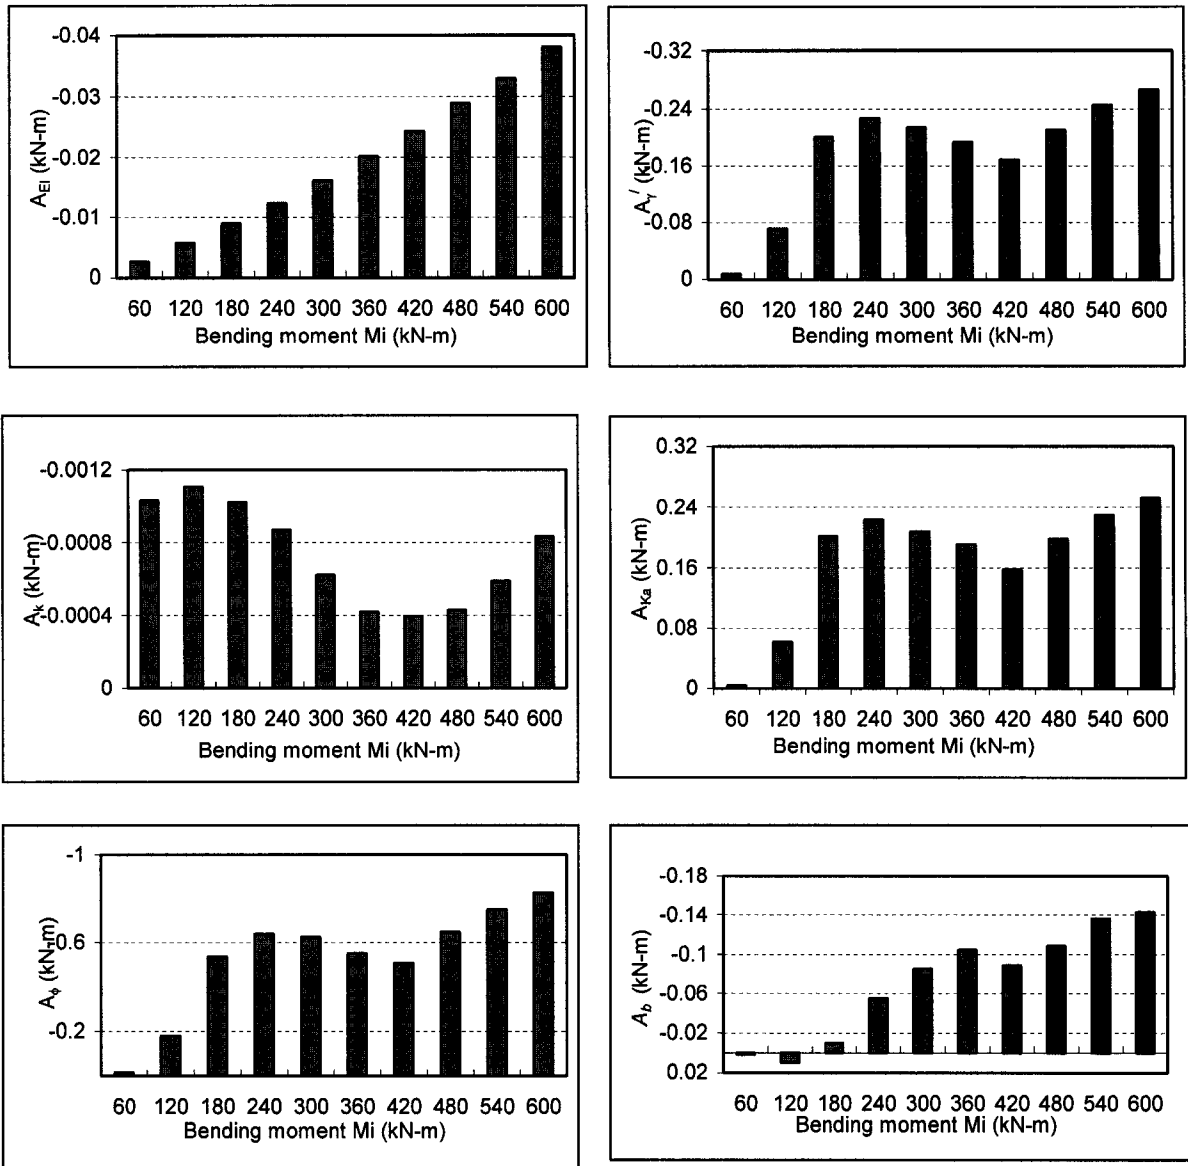 -0.04
-0.03
-0.02
-0.01
0
A_EI (kN-m)
60 120 180 240 300 360 420 480 540 600
Bending moment Mi (kN-m)
-0.32
-0.24
-0.16
-0.08
0
A_γ' (kN-m)
60 120 180 240 300 360 420 480 540 600
Bending moment Mi (kN-m)
-0.0012
-0.0008
-0.0004
0
A_k (kN-m)
60 120 180 240 300 360 420 480 540 600
Bending moment Mi (kN-m)
0.32
0.24
0.16
0.08
0
A_Ka (kN-m)
60 120 180 240 300 360 420 480 540 600
Bending moment Mi (kN-m)
-1
-0.6
-0.2
A_ϕ (kN-m)
60 120 180 240 300 360 420 480 540 600
Bending moment Mi (kN-m)
-0.18
-0.14
-0.1
-0.06
-0.02
0.02
A_b (kN-m)
60 120 180 240 300 360 420 480 540 600
Bending moment Mi (kN-m)